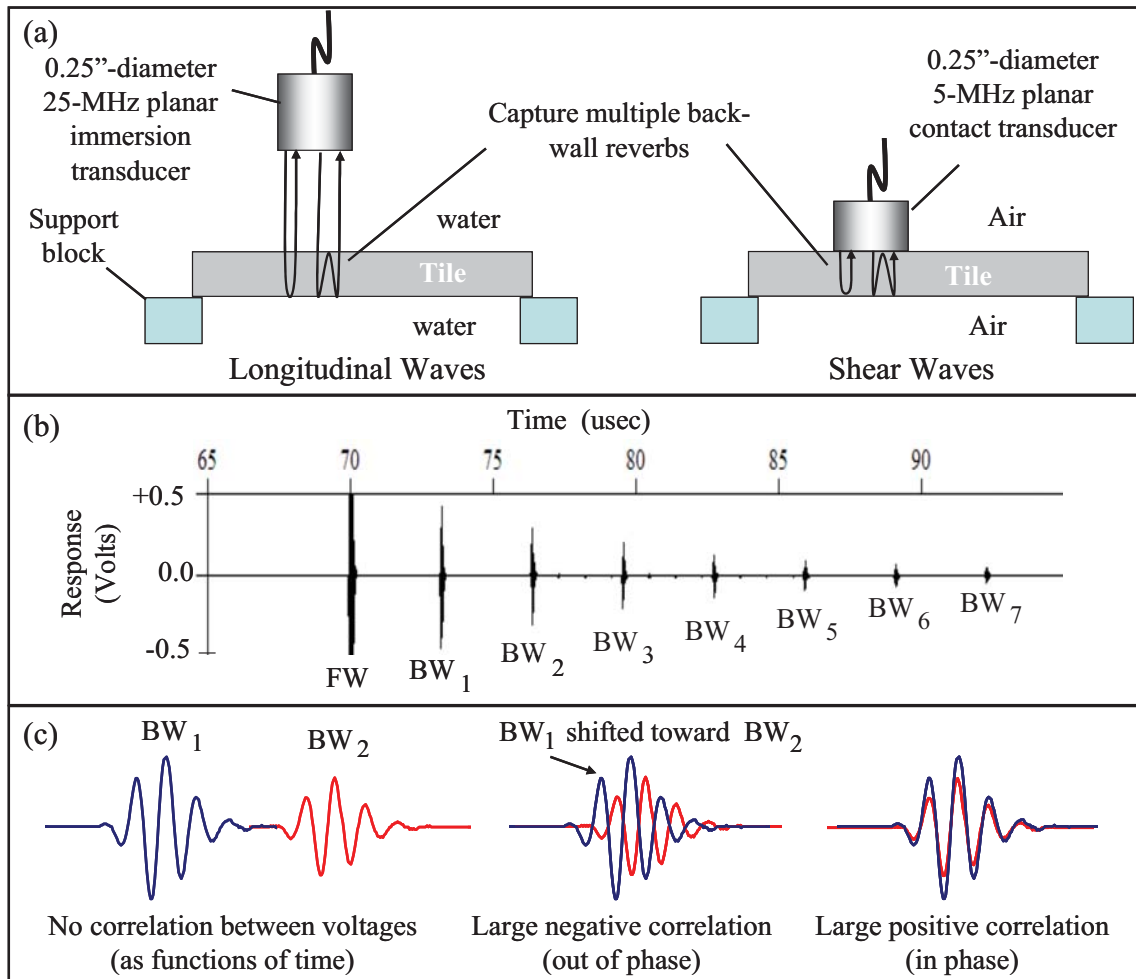 (a)
0.25”-diameter
25-MHz planar
immersion
transducer
Capture multiple back-
wall reverbs
0.25”-diameter
5-MHz planar
contact transducer
Support
block
water
Air
Tile
Tile
water
Air
Longitudinal Waves
Shear Waves
(b)
Time (usec)
65 70 75 80 85 90
Response
(Volts)
+0.5
0.0
-0.5
FW BW1 BW2 BW3 BW4 BW5 BW6 BW7
(c)
BW1
BW2
BW1 shifted toward BW2
No correlation between voltages
(as functions of time)
Large negative correlation
(out of phase)
Large positive correlation
(in phase)